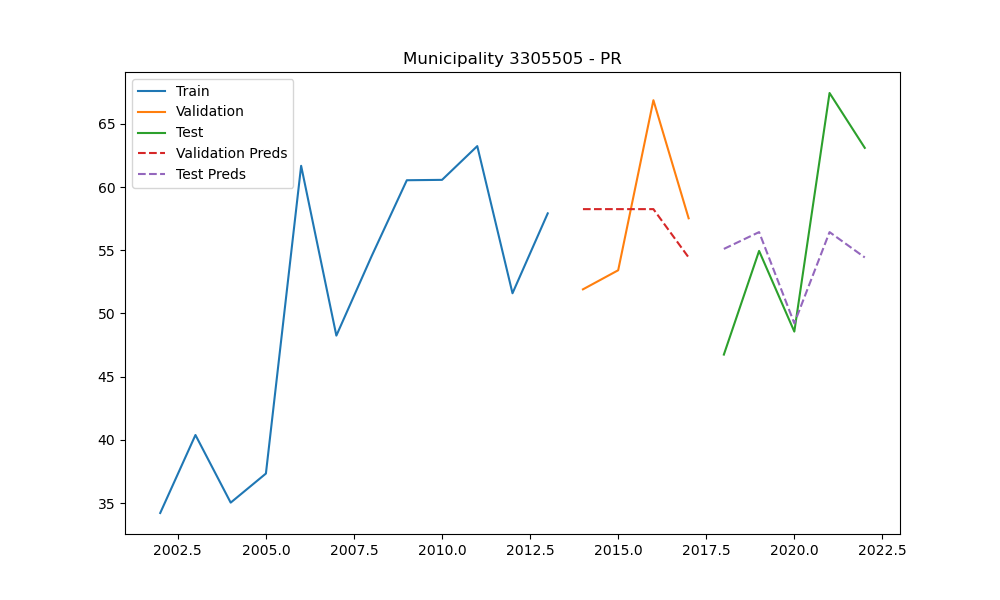 Municipality 3305505 - PR
Train
Validation
Test
Validation Preds
Test Preds
65
60
55
50
45
40
35
2002.5 2005.0 2007.5 2010.0 2012.5 2015.0 2017.5 2020.0 2022.5